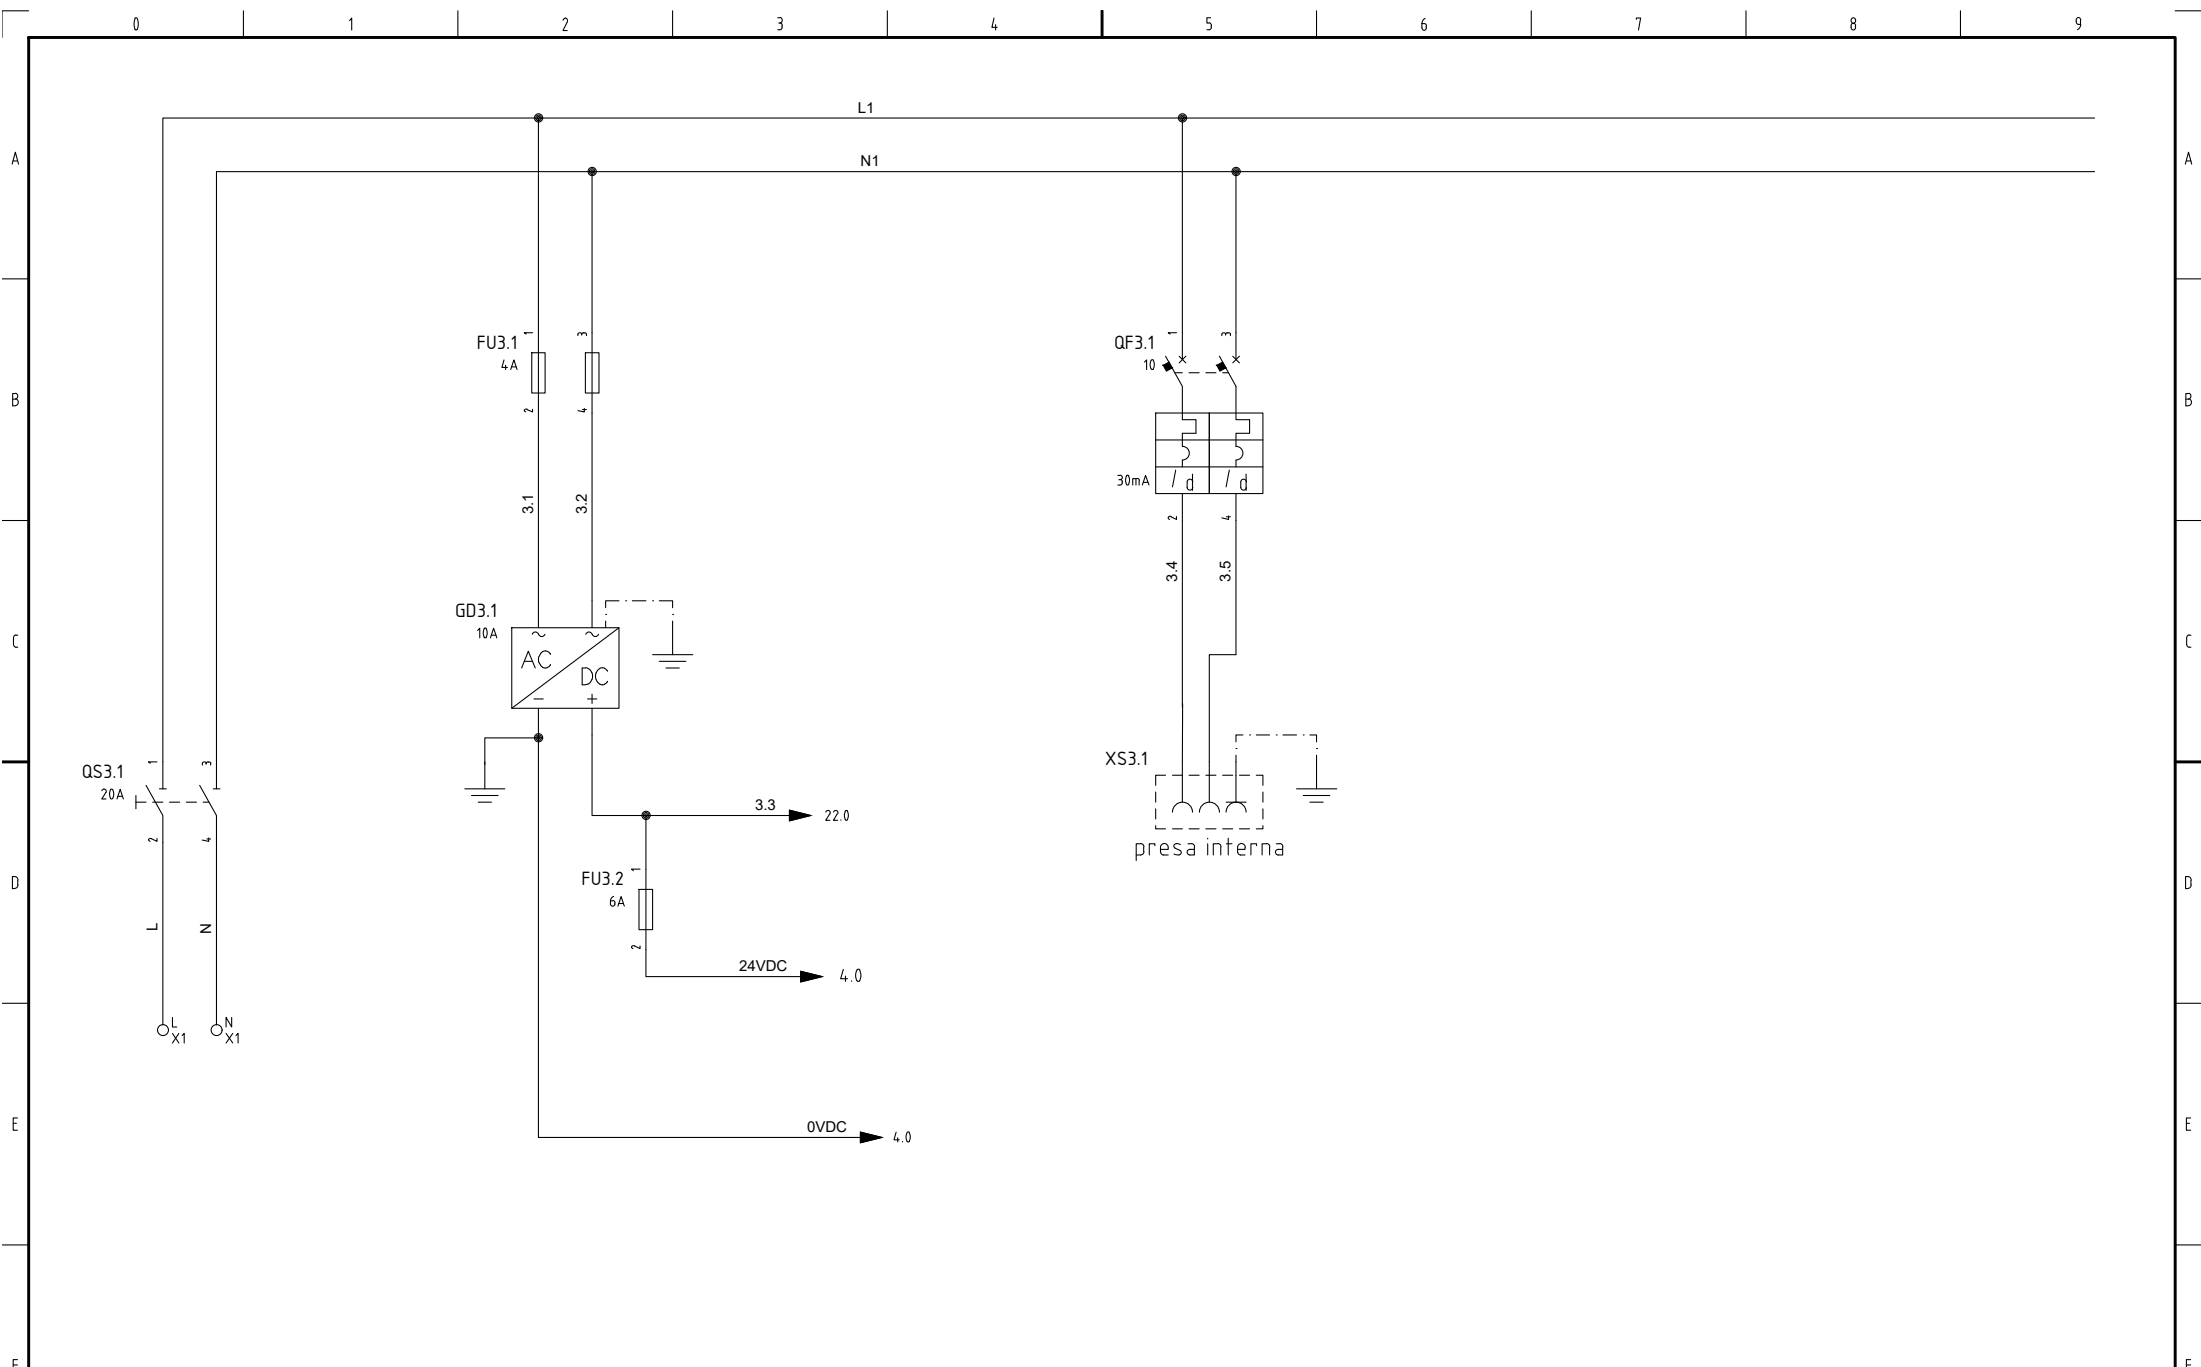 0 1 2 3 4 5 6 7 8 9
L1
A A
N1
1 3
FU3.1
4A
2 4
1 3
QF3.1
10
B B
30mA
I d I d
2 4
3.1 3.2
3.4 3.5
GD3.1
10A
~ ~
AC
DC
- +
C C
XS3.1
presa interna
1 3
QS3.1
20A
2 4
3.3 22.0
1
FU3.2
6A
2
D D
L N
24VDC 4.0
L N
X1 X1
E E
0VDC 4.0